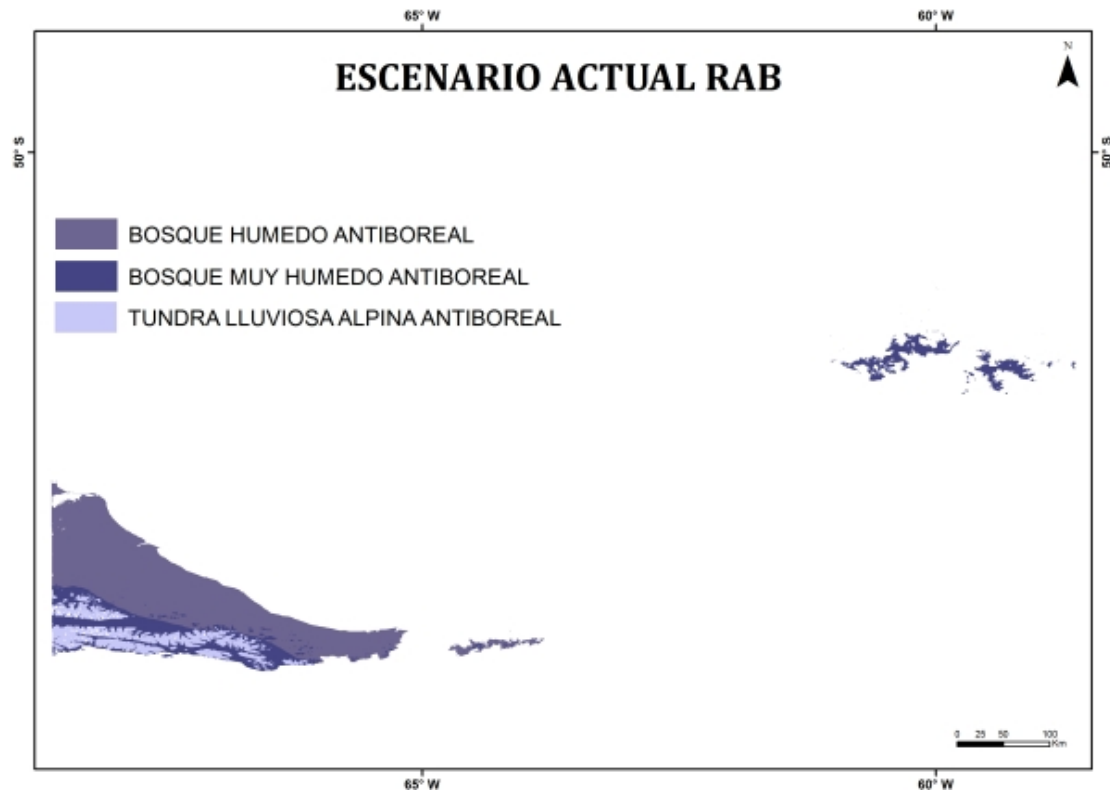 65° W 60° W
N
ESCENARIO ACTUAL RAB
50° S 50° S
BOSQUE HUMEDO ANTIBOREAL
BOSQUE MUY HUMEDO ANTIBOREAL
TUNDRA LLUVIOSA ALPINA ANTIBOREAL
0 25 50 100
Km
65° W 60° W